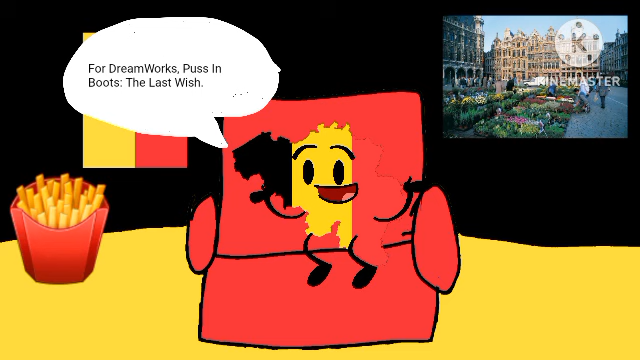 For DreamWorks, Puss In
Boots: The Last Wish.
KINEMASTER